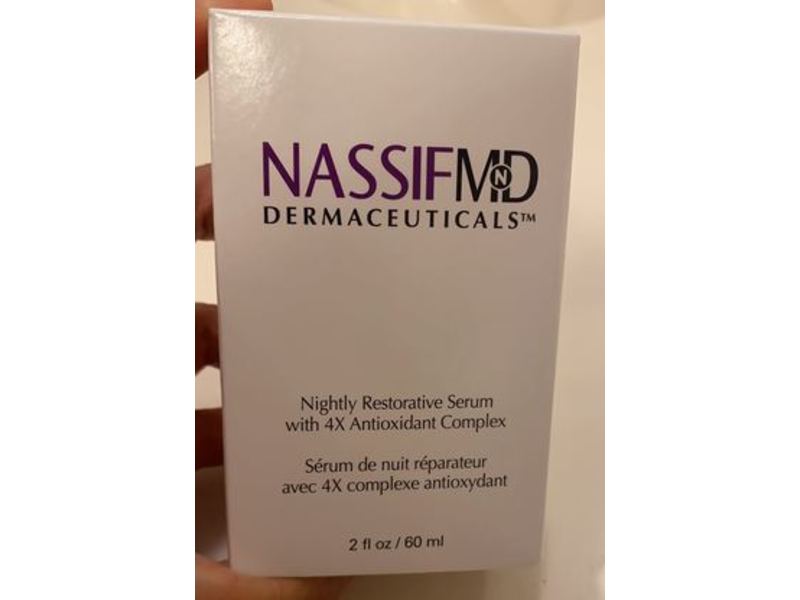 NASSIFMD
DERMACEUTICALS™
Nightly Restorative Serum
with 4X Antioxidant Complex
Sérum de nuit réparateur
avec 4X complexe antioxydant
2 fl oz / 60 ml